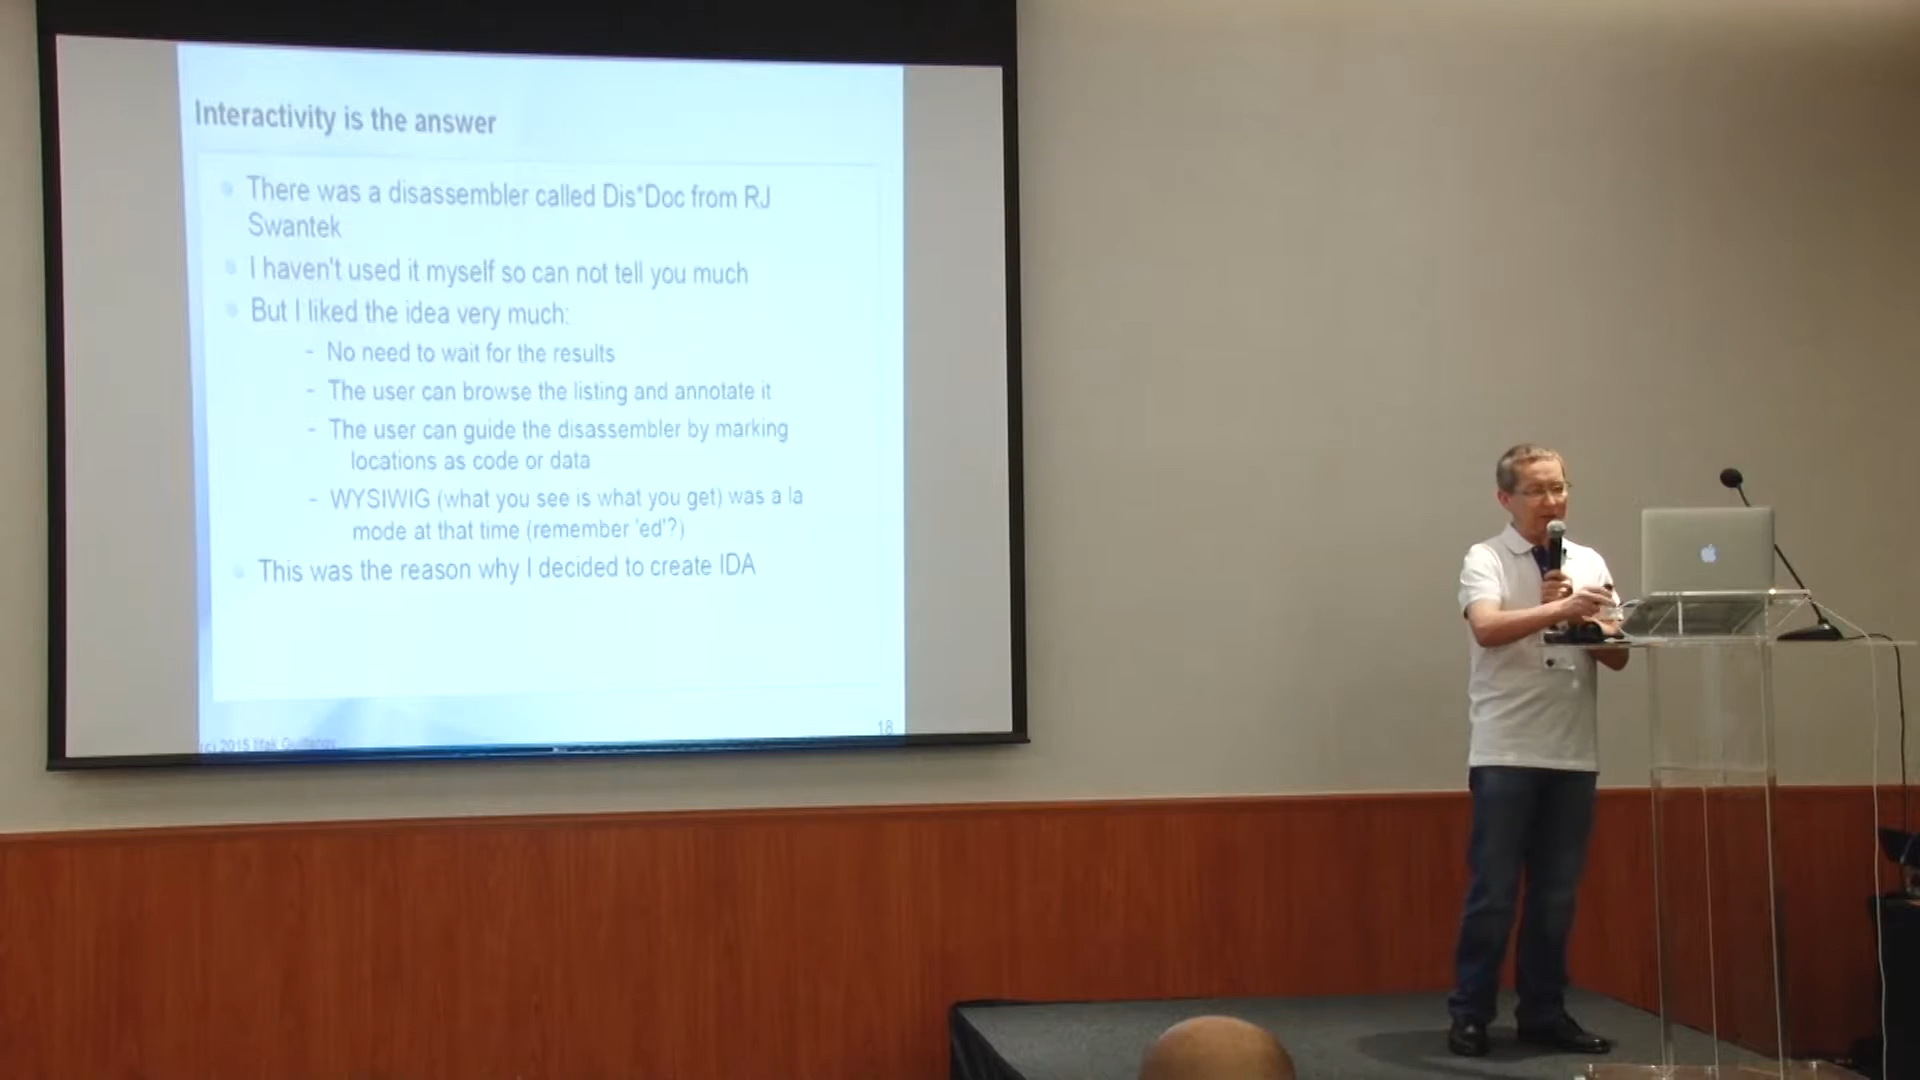 Interactivity is the answer
There was a disassembler called Dis*Doc from RJ
Swantek
I haven't used it myself so can not tell you much
But I liked the idea very much:
- No need to wait for the results
- The user can browse the listing and annotate it
- The user can guide the disassembler by marking
locations as code or data
- WYSIWIG (what you see is what you get) was a la
mode at that time (remember 'ed'?)
This was the reason why I decided to create IDA
18
(c) 2015 Ilfak